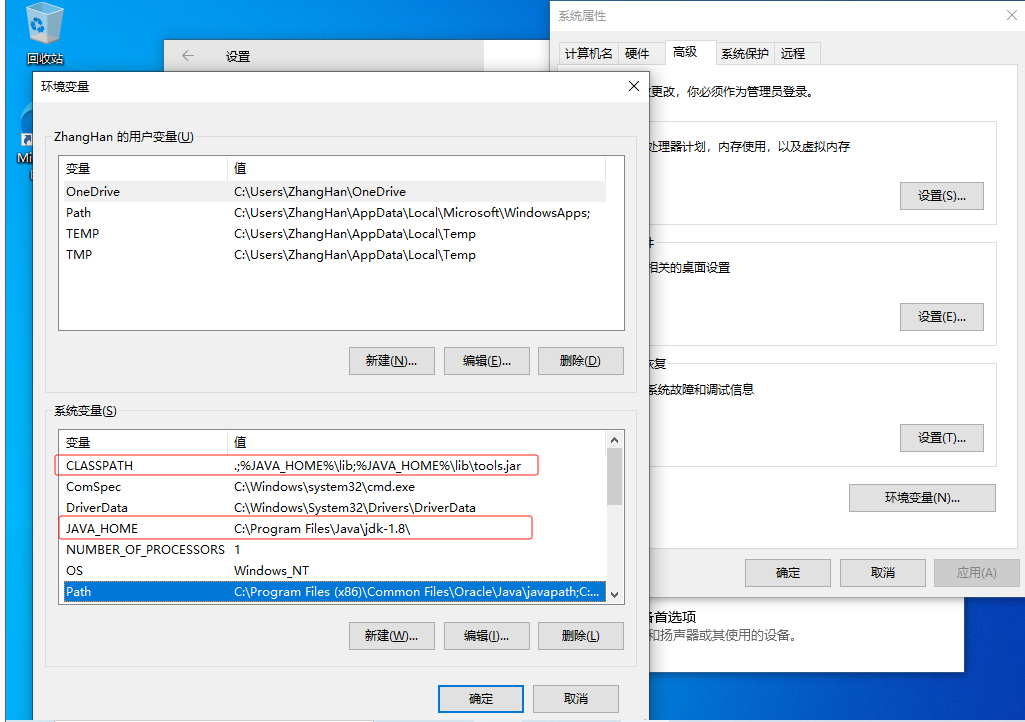 回收站
Mi
设置
系统属性
计算机名 硬件 高级 系统保护 远程
更改，你必须作为管理员登录。
处理器计划，内存使用，以及虚拟内存
设置(S)...
件
相关的桌面设置
设置(E)...
恢复
系统故障和调试信息
设置(T)...
环境变量(N)...
确定 取消 应用(A)
备首选项
和扬声器或其使用的设备。
环境变量
ZhangHan 的用户变量(U)
变量 值
OneDrive C:\Users\ZhangHan\OneDrive
Path C:\Users\ZhangHan\AppData\Local\Microsoft\WindowsApps;
TEMP C:\Users\ZhangHan\AppData\Local\Temp
TMP C:\Users\ZhangHan\AppData\Local\Temp
新建(N)... 编辑(E)... 删除(D)
系统变量(S)
变量 值
CLASSPATH .;%JAVA_HOME%\lib;%JAVA_HOME%\lib\tools.jar
ComSpec C:\Windows\system32\cmd.exe
DriverData C:\Windows\System32\Drivers\DriverData
JAVA_HOME C:\Program Files\Java\jdk-1.8\
NUMBER_OF_PROCESSORS 1
OS Windows_NT
Path C:\Program Files (x86)\Common Files\Oracle\Java\javapath;C:...
新建(W)... 编辑(I)... 删除(L)
确定 取消